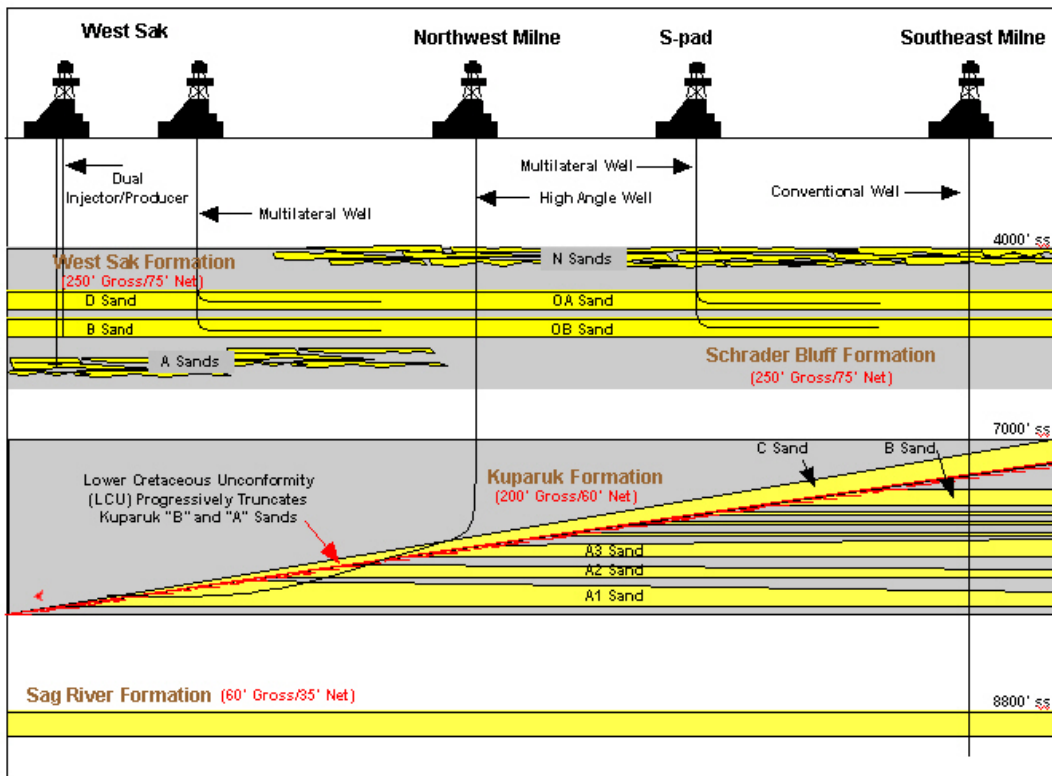 West Sak
Northwest Milne
S-pad
Southeast Milne
Dual
Injector/Producer
Multilateral Well
Multilateral Well
High Angle Well
Conventional Well
4000' ss
West Sak Formation
(250' Gross/75' Net)
N Sands
D Sand
OA Sand
B Sand
OB Sand
A Sands
Schrader Bluff Formation
(250' Gross/75' Net)
7000' ss
C Sand
B Sand
Kuparuk Formation
(200' Gross/60' Net)
Lower Cretaceous Unconformity
(LCU) Progressively Truncates
Kuparuk "B" and "A" Sands
A3 Sand
A2 Sand
A1 Sand
Sag River Formation (60' Gross/35' Net)
8800' ss